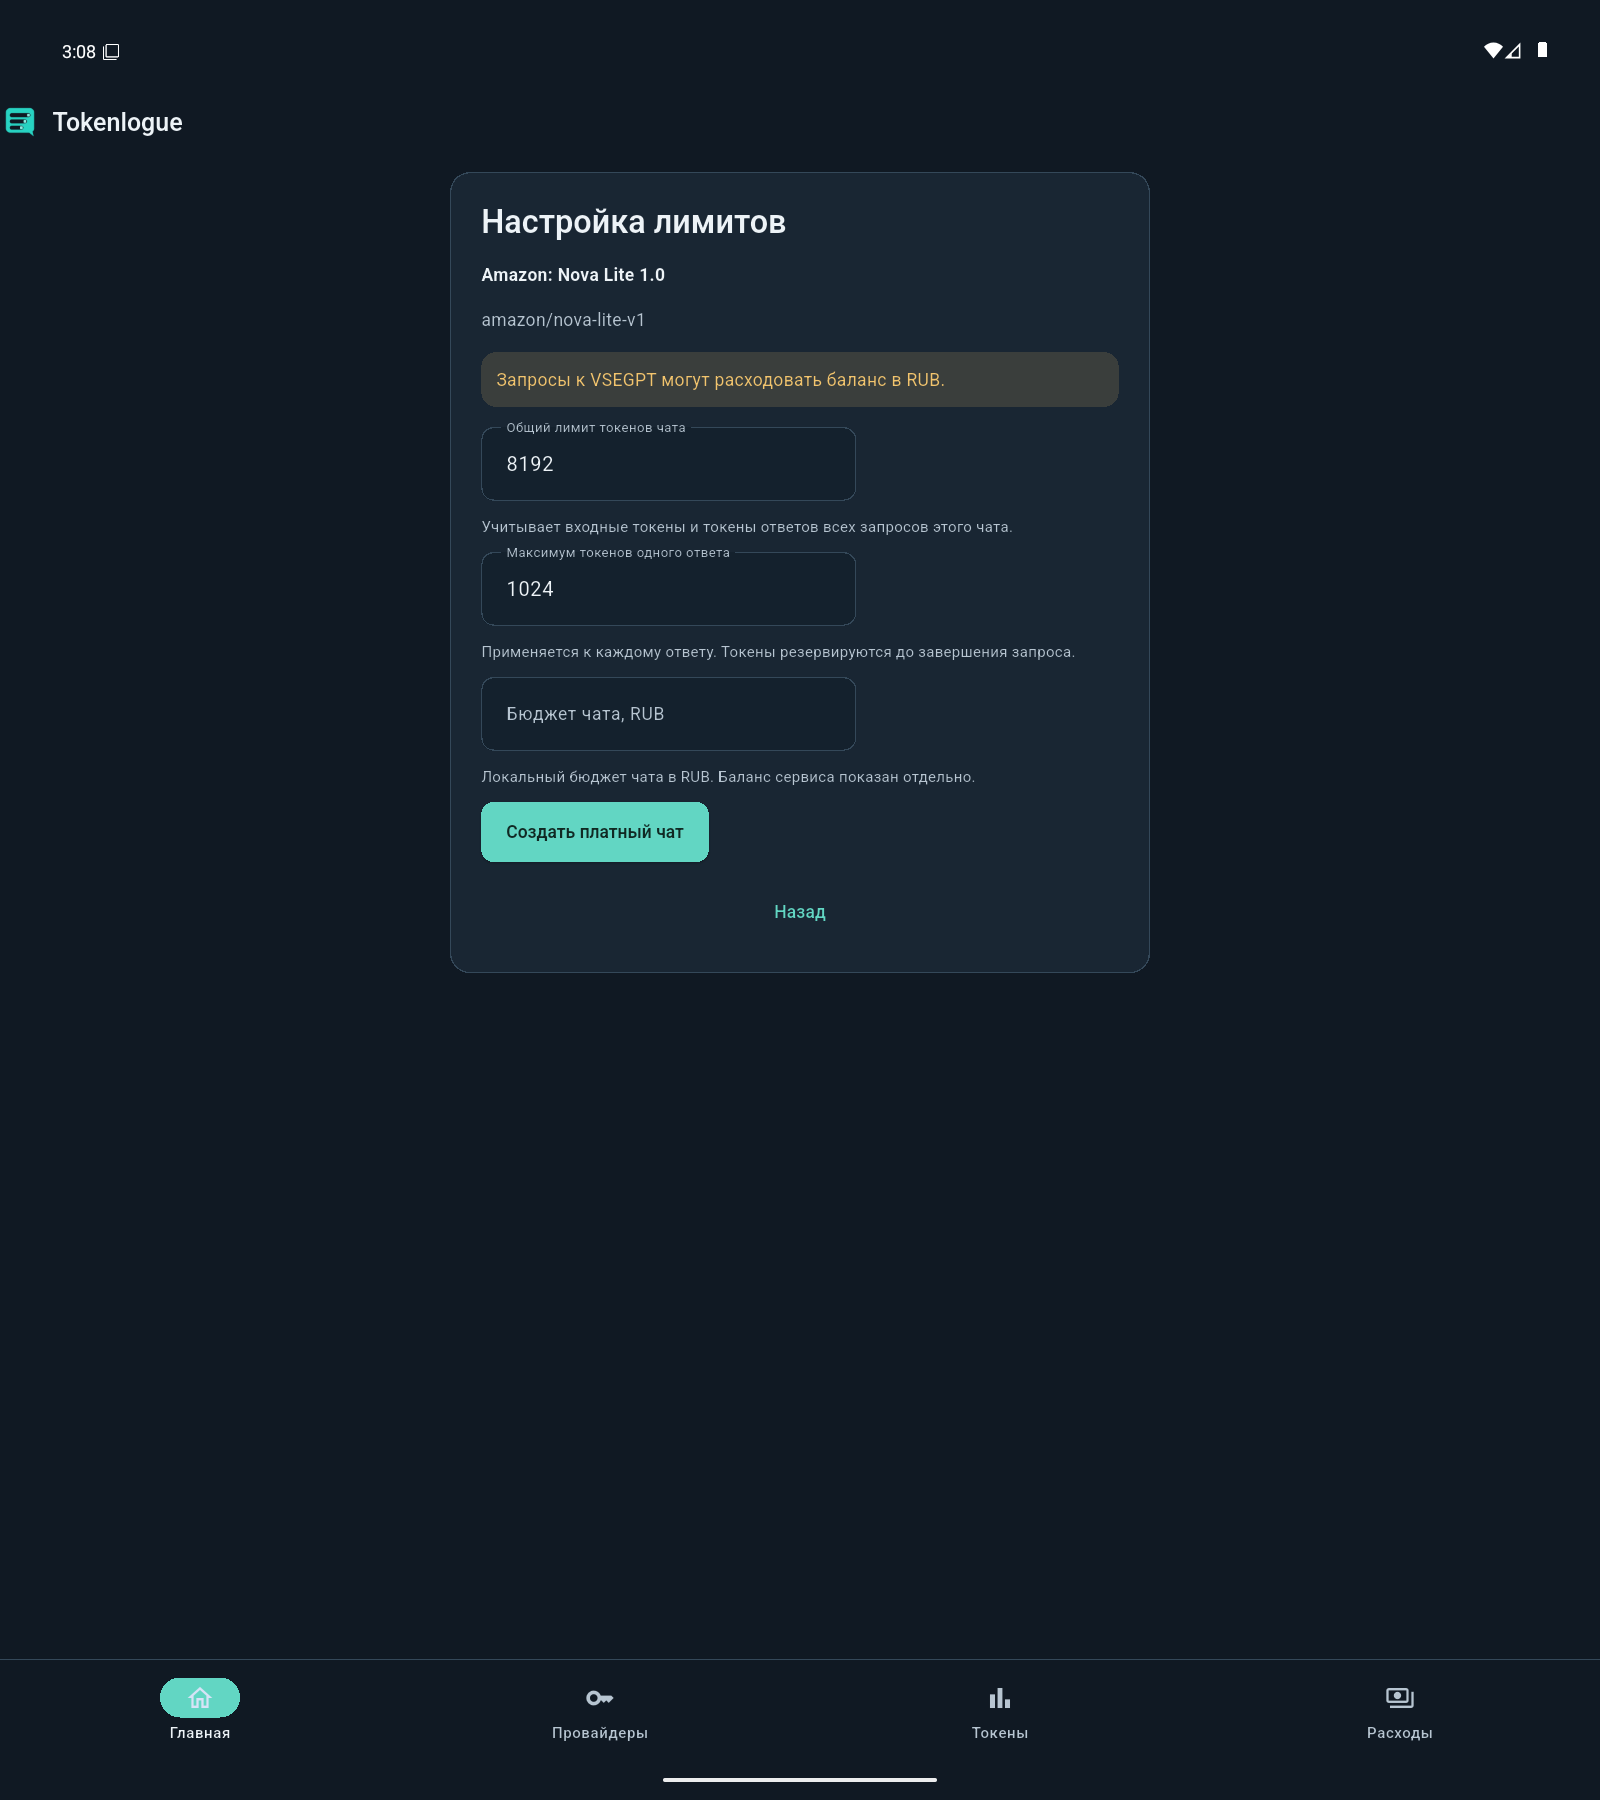 3:08
Tokenlogue
Настройка лимитов
Amazon: Nova Lite 1.0
amazon/nova-lite-v1
Запросы к VSEGPT могут расходовать баланс в RUB.
Общий лимит токенов чата
8192
Учитывает входные токены и токены ответов всех запросов этого чата.
Максимум токенов одного ответа
1024
Применяется к каждому ответу. Токены резервируются до завершения запроса.
Бюджет чата, RUB
Локальный бюджет чата в RUB. Баланс сервиса показан отдельно.
Создать платный чат
Назад
Главная
Провайдеры
Токены
Расходы